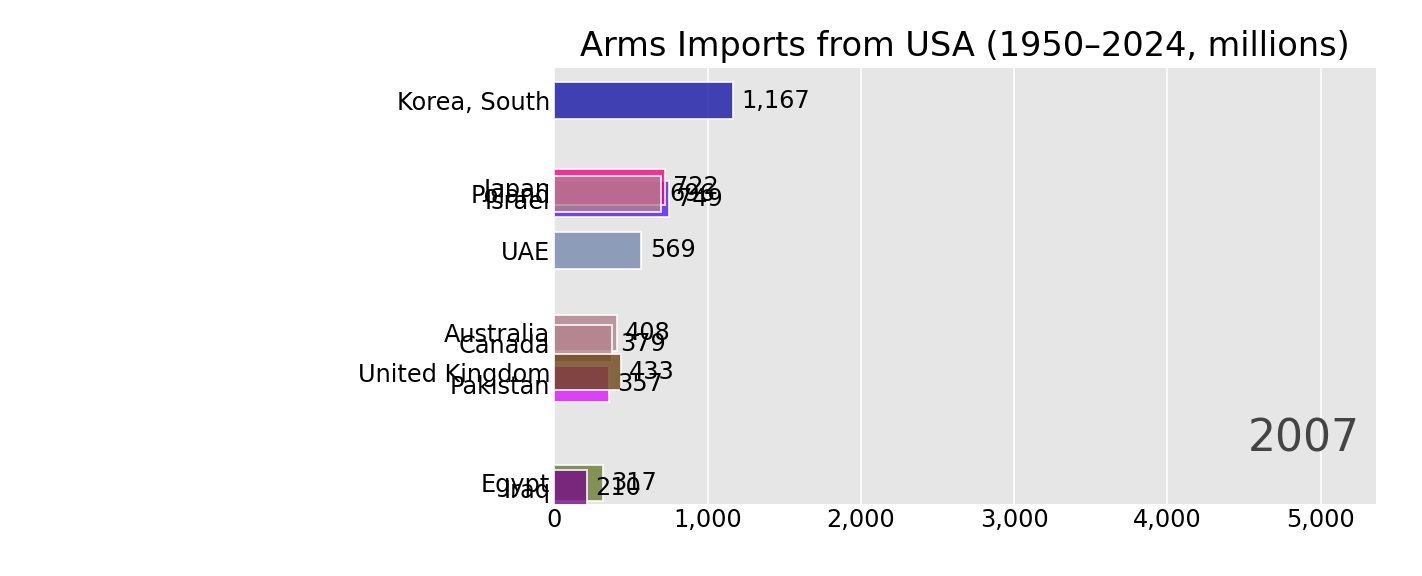 Arms Imports from USA (1950–2024, millions)
Korea, South 1,167
Japan 722
Poland
Israel 749
UAE 569
Australia 408
Canada 379
United Kingdom 433
Pakistan 357
2007
Egypt 317
Iraq 210
0 1,000 2,000 3,000 4,000 5,000